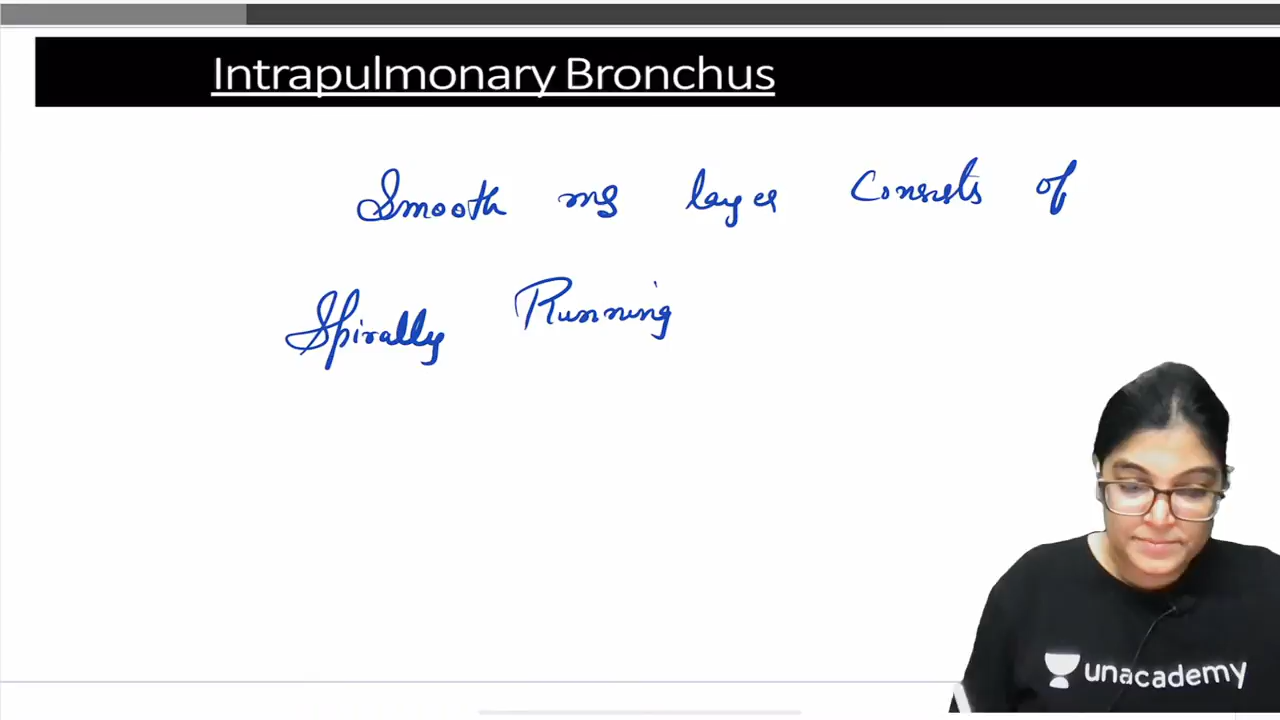 Intrapulmonary Bronchus
Smooth ms layer Consists of
Spirally Running
unacademy